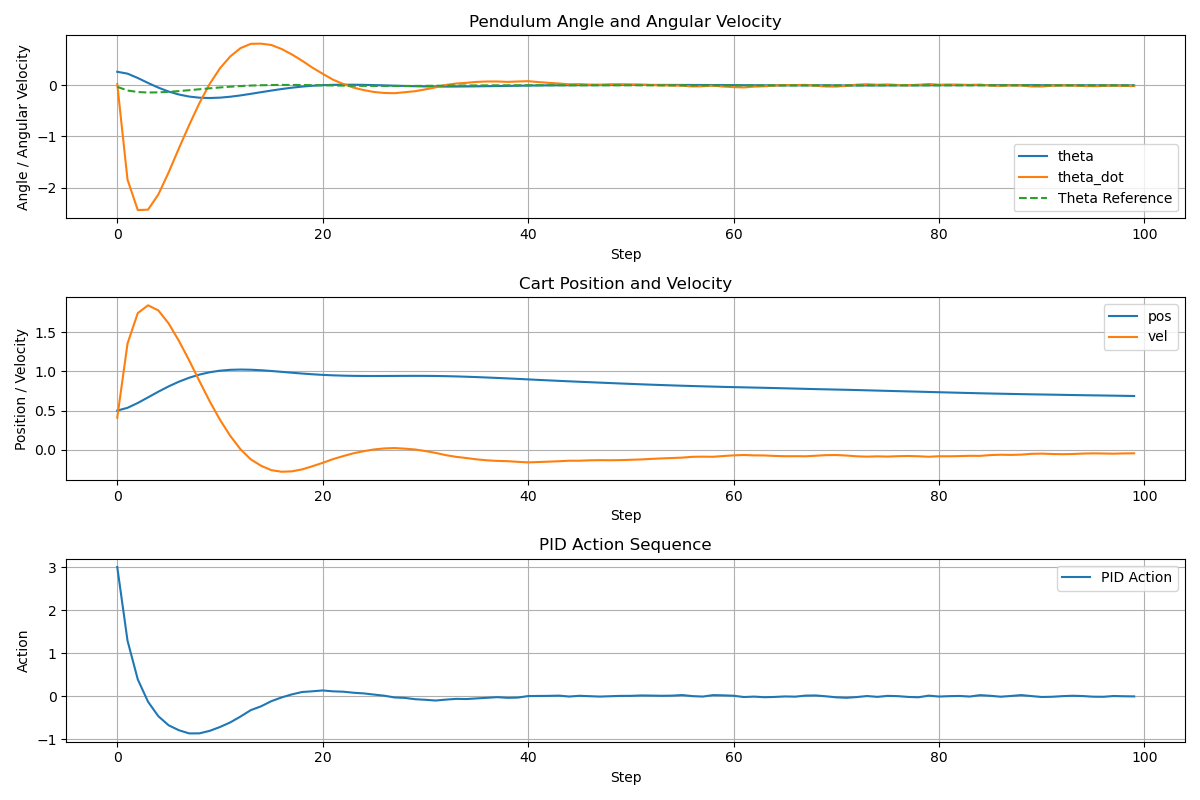 Pendulum Angle and Angular Velocity
Angle / Angular Velocity
0
−1
−2
theta
theta_dot
Theta Reference
0 20 40 60 80 100
Step
Cart Position and Velocity
Position / Velocity
1.5
1.0
0.5
0.0
pos
vel
0 20 40 60 80 100
Step
PID Action Sequence
Action
3
2
1
0
−1
PID Action
0 20 40 60 80 100
Step